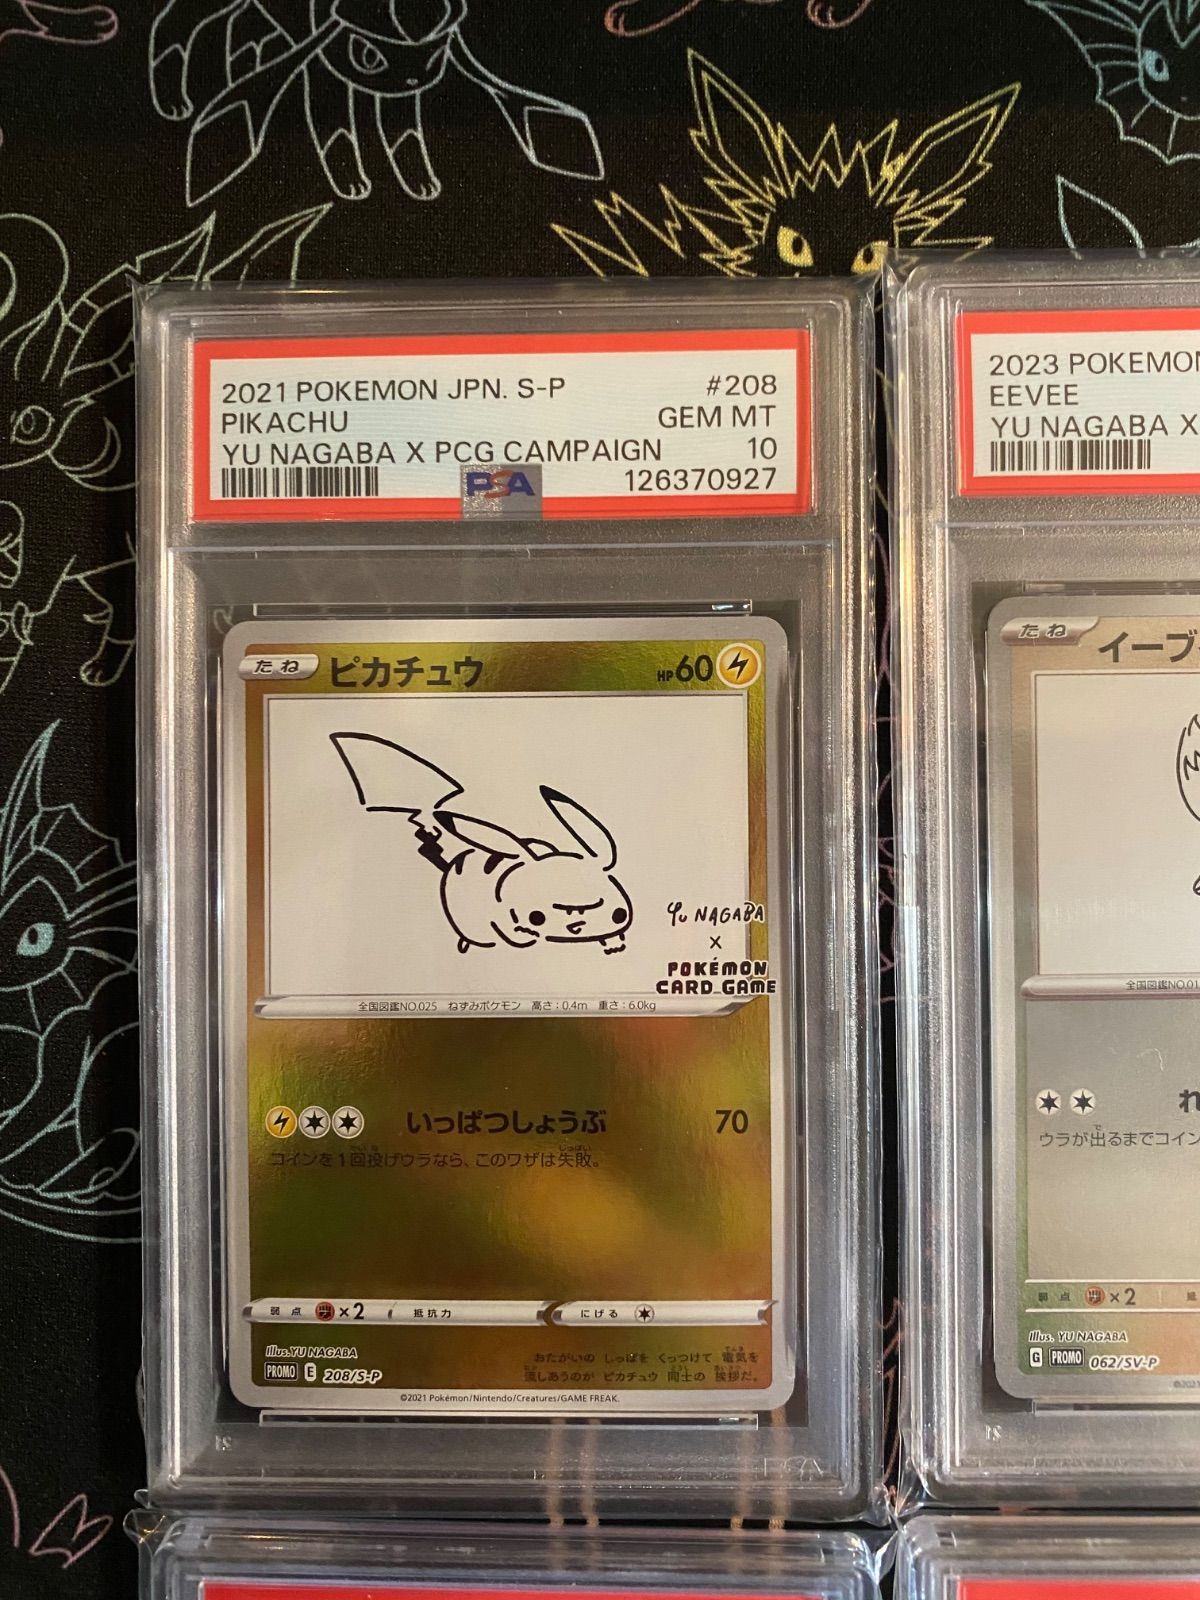 2021 POKEMON JPN. S-P #208
PIKACHU GEM MT
YU NAGABA X PCG CAMPAIGN 10
PSA 126370927
たね ピカチュウ HP60
YU NAGABA
X
POKÉMON
CARD GAME
全国図鑑NO.025 ねずみポケモン 高さ:0.4m 重さ:6.0kg
いっぱつしょうぶ 70
コインを1回投げウラなら、このワザは失敗。
弱点 ×2 抵抗力 にげる
Illus. YU NAGABA
PROMO E 208/S-P
おたがいの しっぽを くっつけて 電気を
流しあうのが ピカチュウ 同士の 挨拶だ。
©2021 Pokémon/Nintendo/Creatures/GAME FREAK.
2023 POKEMON
EEVEE
YU NAGABA X
たね イーブ
全国図鑑NO.01
れ
ウラが出るまでコイン
弱点 ×2
Illus. YU NAGABA
G PROMO 062/SV-P